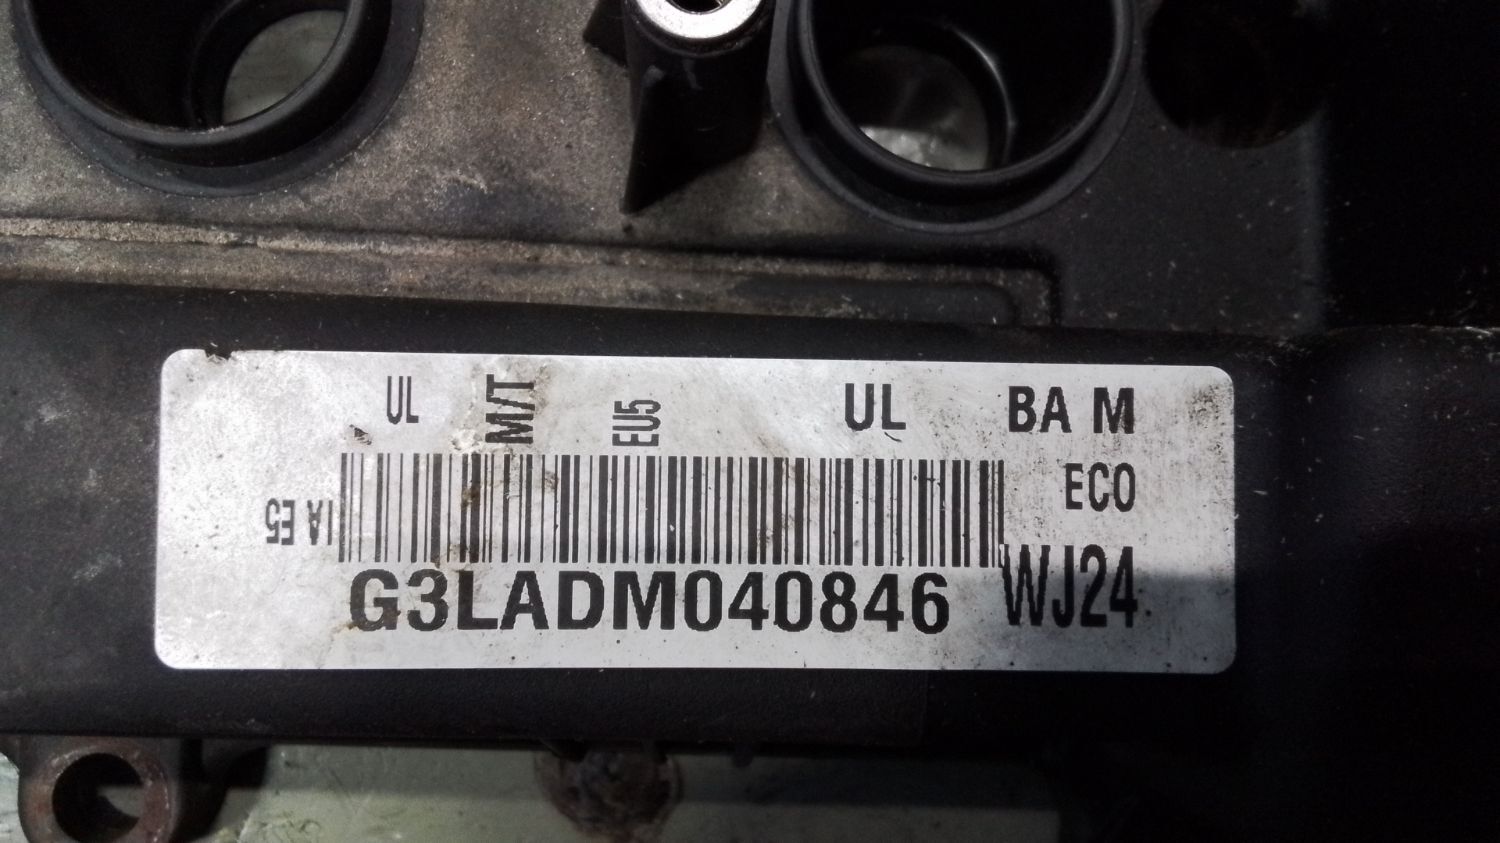 UL M/T EU5 UL BA M
ECO
IA E5
G3LADM040846 WJ24